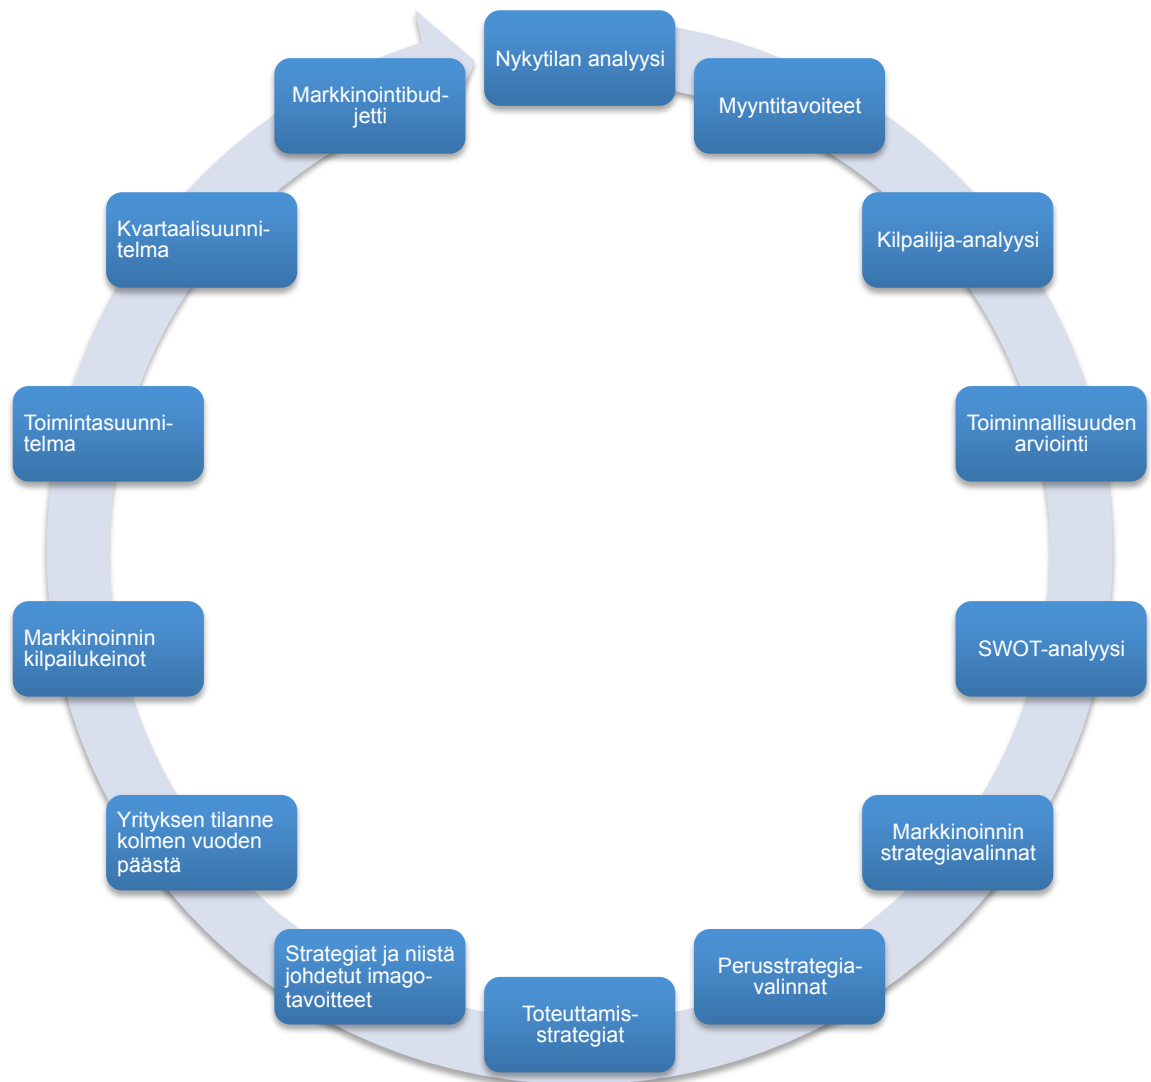 Nykytilan analyysi
Myyntitavoiteet
Kilpailija-analyysi
Toiminnallisuuden
arviointi
SWOT-analyysi
Markkinoinnin
strategiavalinnat
Perusstrategia-
valinnat
Toteuttamis-
strategiat
Strategiat ja niistä
johdetut imago-
tavoitteet
Yrityksen tilanne
kolmen vuoden
päästä
Markkinoinnin
kilpailukeinot
Toimintasuunni-
telma
Kvartaalisuunni-
telma
Markkinointibud-
jetti